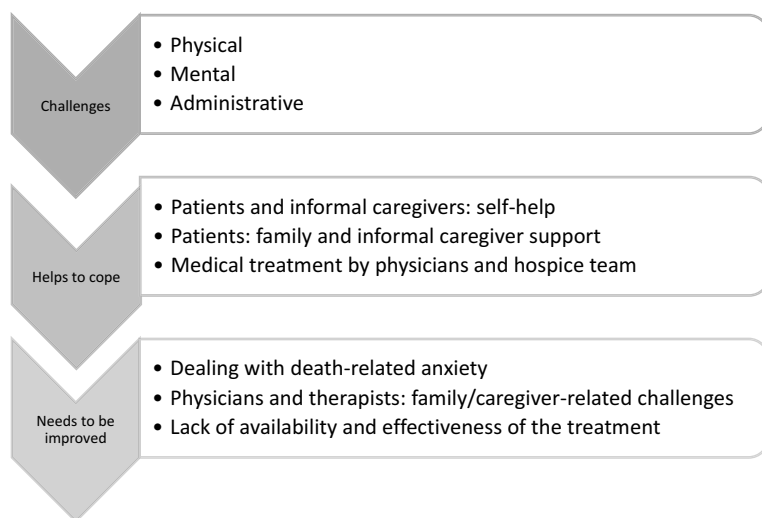 Challenges
• Physical
• Mental
• Administrative
Helps to cope
• Patients and informal caregivers: self-help
• Patients: family and informal caregiver support
• Medical treatment by physicians and hospice team
Needs to be
improved
• Dealing with death-related anxiety
• Physicians and therapists: family/caregiver-related challenges
• Lack of availability and effectiveness of the treatment